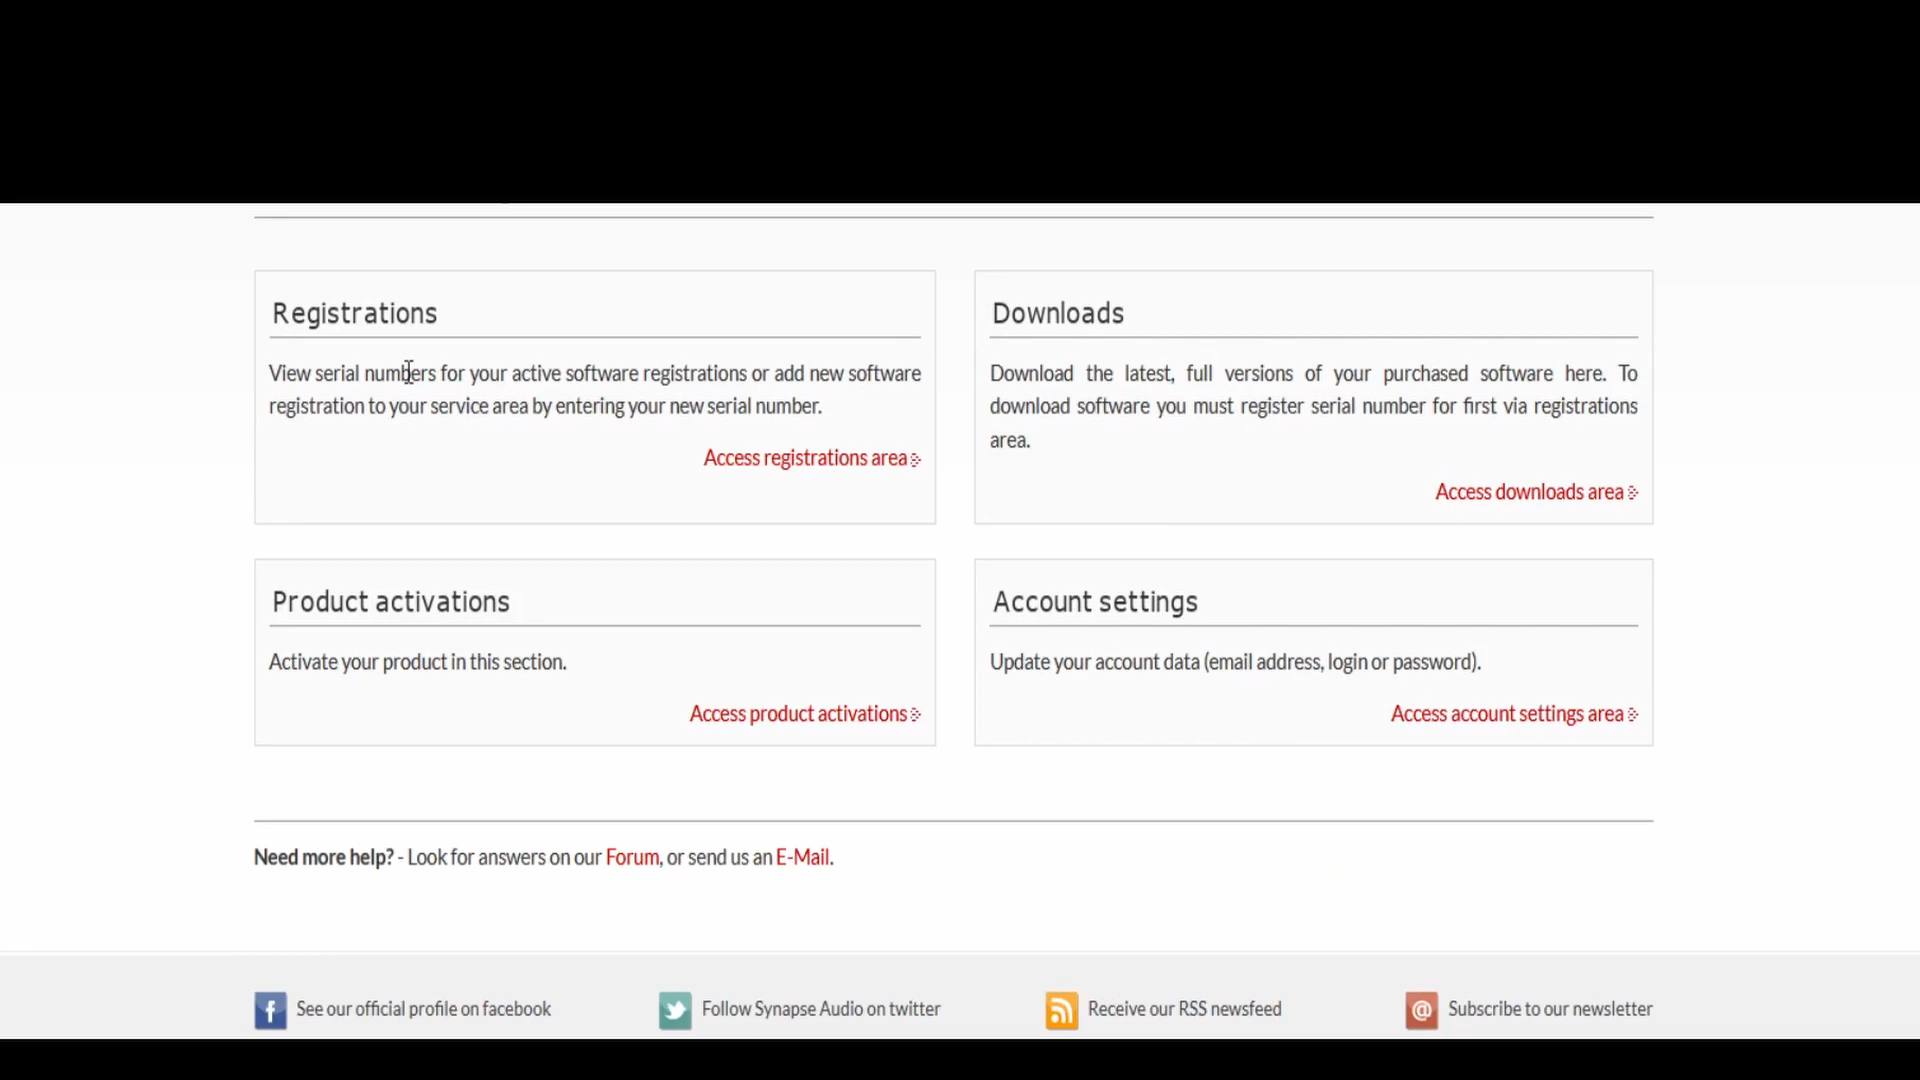 Registrations
View serial numbers for your active software registrations or add new software
registration to your service area by entering your new serial number.
Access registrations area
Downloads
Download the latest, full versions of your purchased software here. To
download software you must register serial number for first via registrations
area.
Access downloads area
Product activations
Activate your product in this section.
Access product activations
Account settings
Update your account data (email address, login or password).
Access account settings area
Need more help? - Look for answers on our Forum, or send us an E-Mail.
See our official profile on facebook
Follow Synapse Audio on twitter
Receive our RSS newsfeed
Subscribe to our newsletter